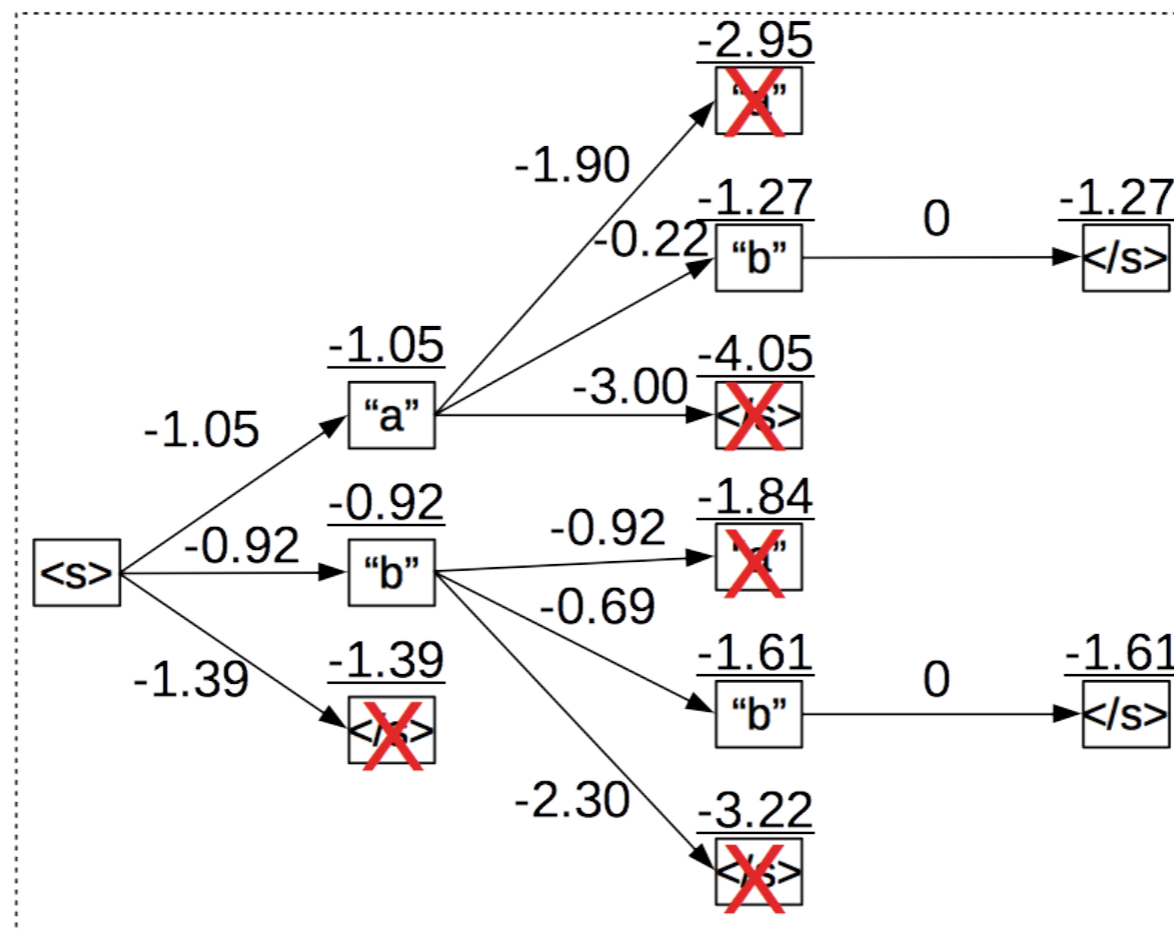 -2.95
“a”
-1.90
-1.27
-1.27
0
-0.22
“b”
</s>
-1.05
-4.05
-3.00
“a”
</s>
-1.05
-0.92
-1.84
-0.92
-0.92
“a”
<s>
“b”
-0.69
-1.39
-1.61
-1.61
-1.39
0
</s>
“b”
</s>
-2.30
-3.22
</s>